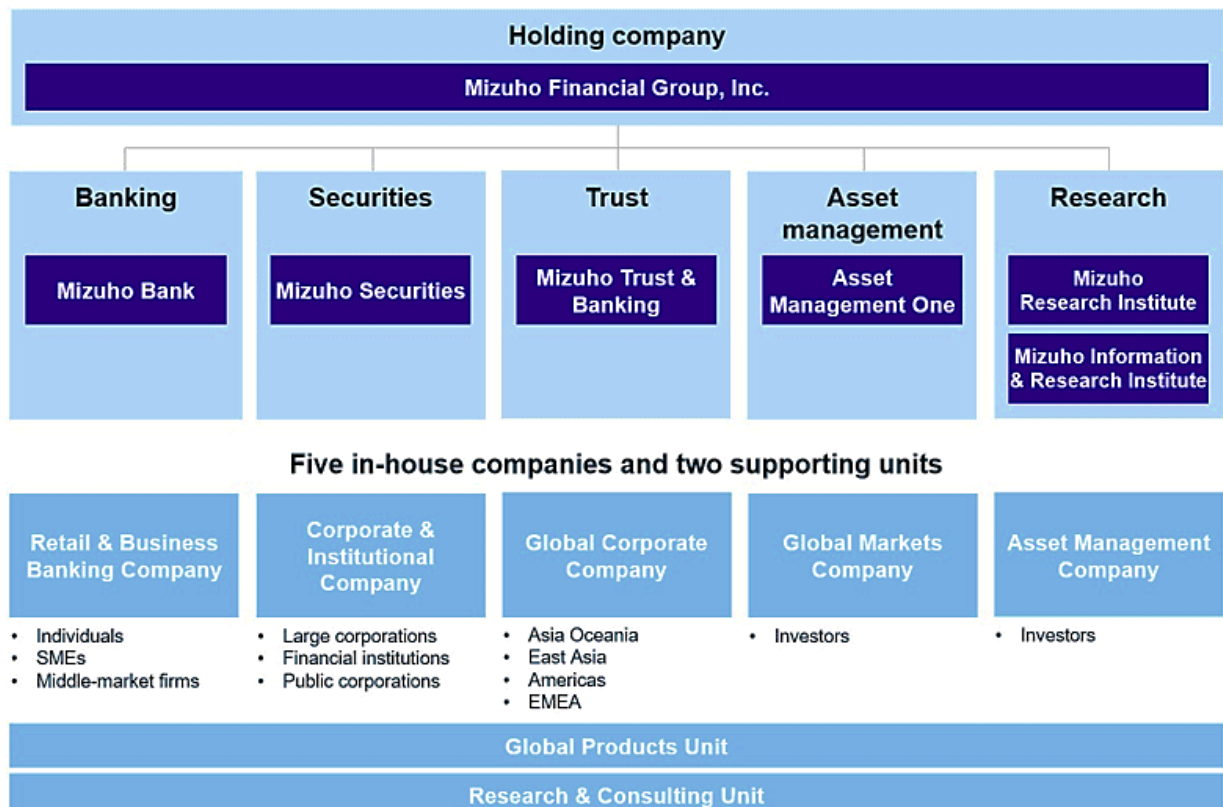 Holding company
Mizuho Financial Group, Inc.
Banking
Mizuho Bank
Securities
Mizuho Securities
Trust
Mizuho Trust &
Banking
Asset
management
Asset
Management One
Research
Mizuho
Research Institute
Mizuho Information
& Research Institute
Five in-house companies and two supporting units
Retail & Business
Banking Company
• Individuals
• SMEs
• Middle-market firms
Corporate &
Institutional
Company
• Large corporations
• Financial institutions
• Public corporations
Global Corporate
Company
• Asia Oceania
• East Asia
• Americas
• EMEA
Global Markets
Company
• Investors
Asset Management
Company
• Investors
Global Products Unit
Research & Consulting Unit